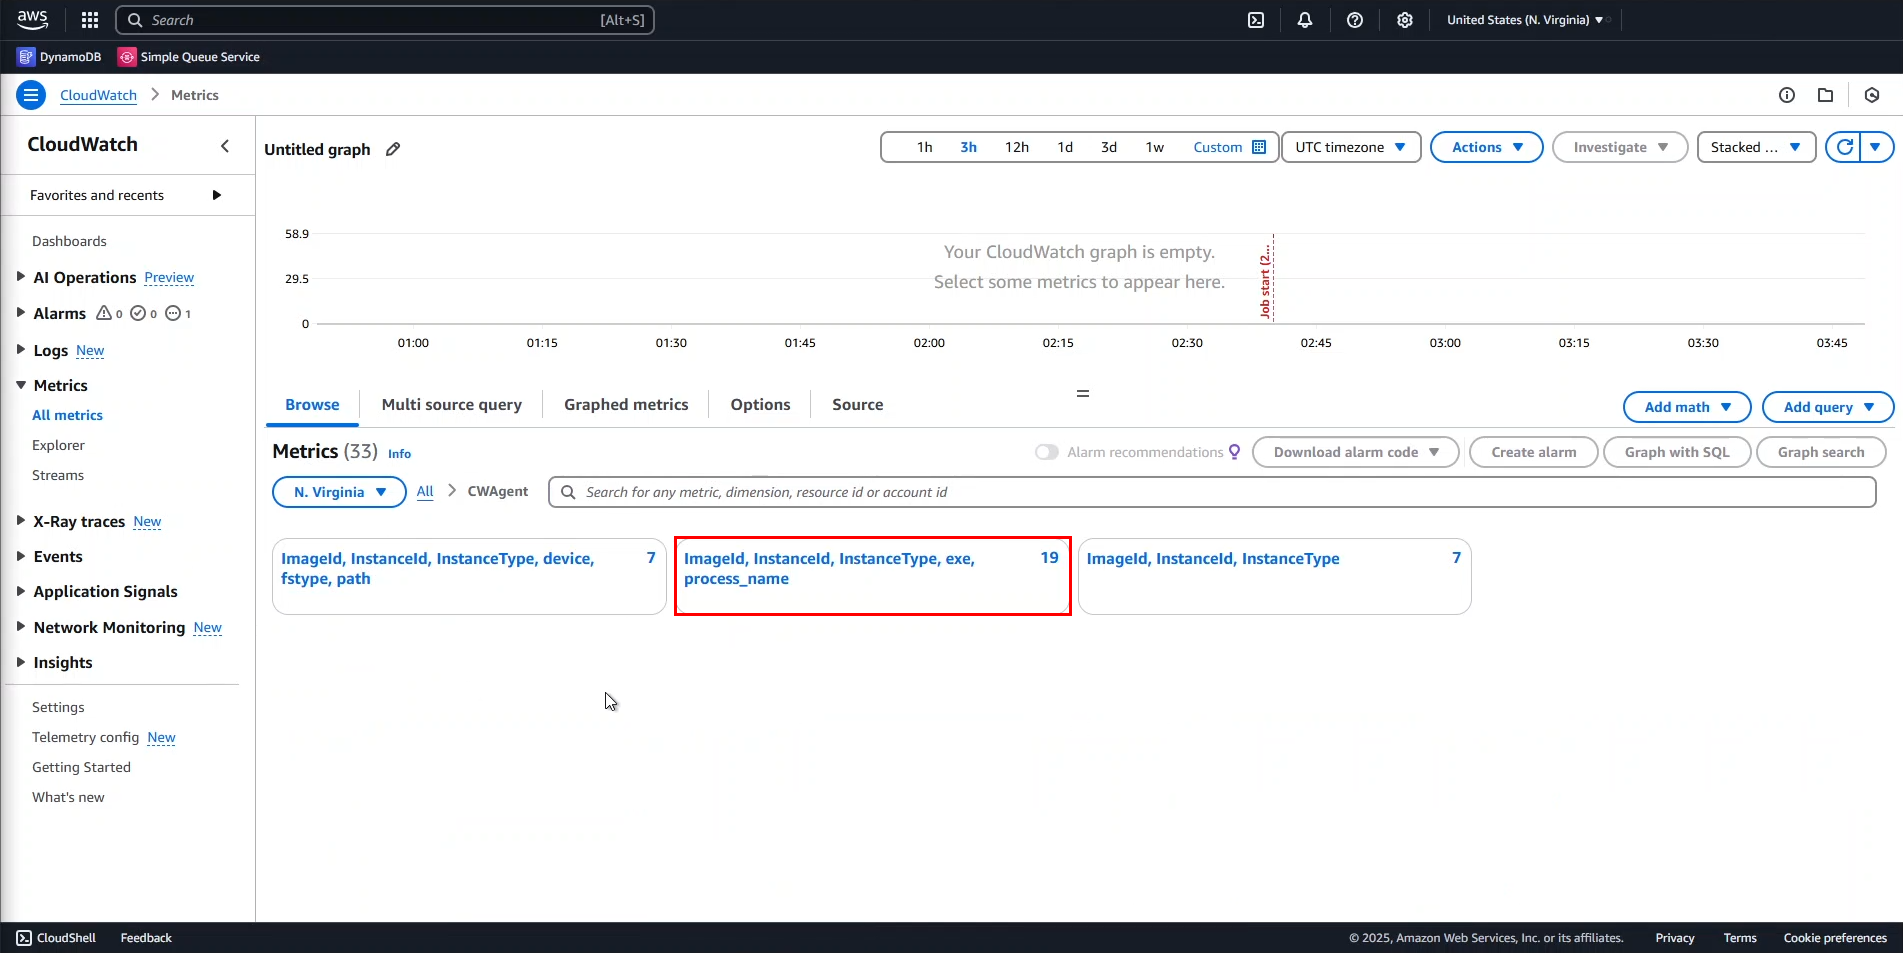 aws
Search [Alt+S]
United States (N. Virginia)
DynamoDB Simple Queue Service
CloudWatch Metrics
CloudWatch
Favorites and recents
Dashboards
AI Operations Preview
Alarms 0 0 1
Logs New
Metrics
All metrics
Explorer
Streams
X-Ray traces New
Events
Application Signals
Network Monitoring New
Insights
Settings
Telemetry config New
Getting Started
What's new
Untitled graph
1h 3h 12h 1d 3d 1w Custom UTC timezone Actions Investigate Stacked ...
58.9
29.5
0
Your CloudWatch graph is empty.
Select some metrics to appear here.
Job start (2...
01:00 01:15 01:30 01:45 02:00 02:15 02:30 02:45 03:00 03:15 03:30 03:45
Browse Multi source query Graphed metrics Options Source Add math Add query
Metrics (33) Info Alarm recommendations Download alarm code Create alarm Graph with SQL Graph search
N. Virginia All CWAgent Search for any metric, dimension, resource id or account id
ImageId, InstanceId, InstanceType, device, 7
fstype, path
ImageId, InstanceId, InstanceType, exe, 19
process_name
ImageId, InstanceId, InstanceType 7
CloudShell Feedback © 2025, Amazon Web Services, Inc. or its affiliates. Privacy Terms Cookie preferences